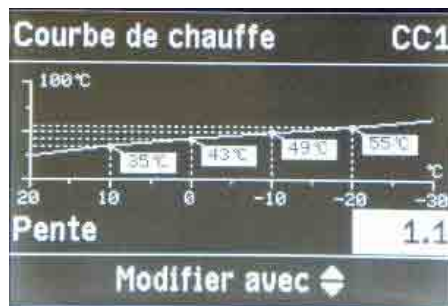 Courbe de chauffe CC1
100°C
35°C 43°C 49°C 55°C
°C
20 10 0 -10 -20 -30
Pente 1.1
Modifier avec